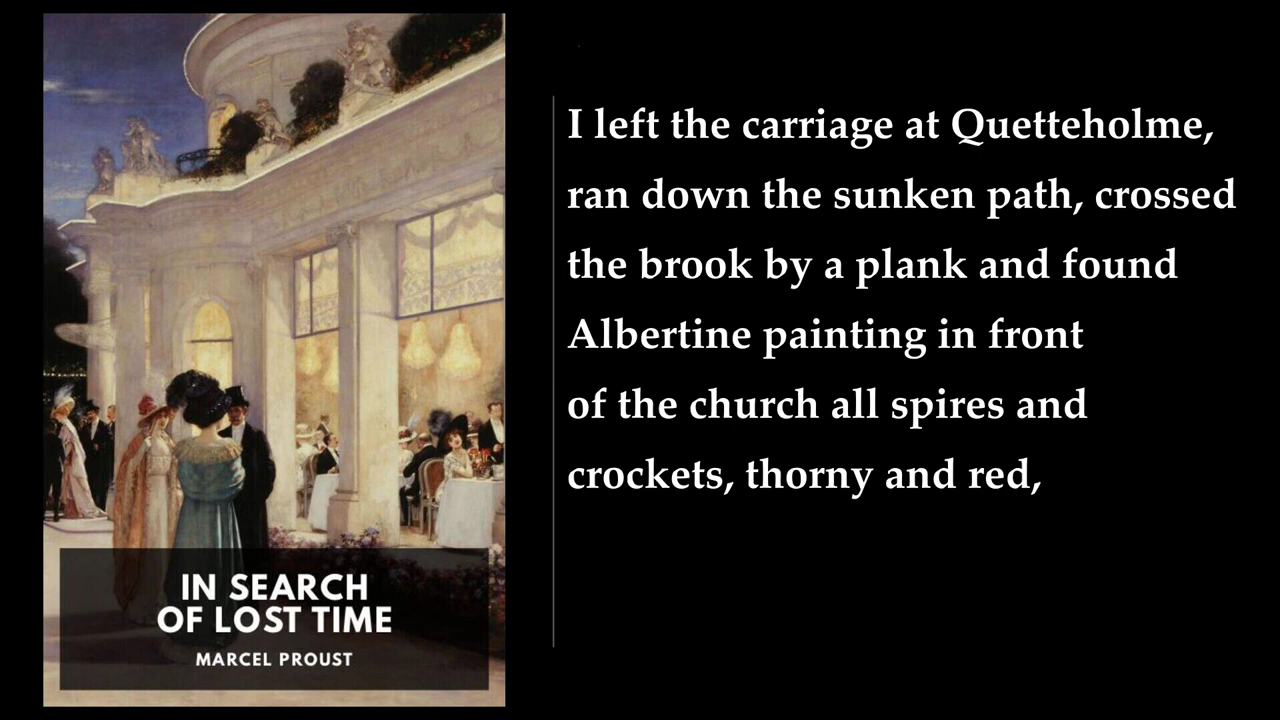 I left the carriage at Quetteholme,
ran down the sunken path, crossed
the brook by a plank and found
Albertine painting in front
of the church all spires and
crockets, thorny and red,
IN SEARCH
OF LOST TIME
MARCEL PROUST